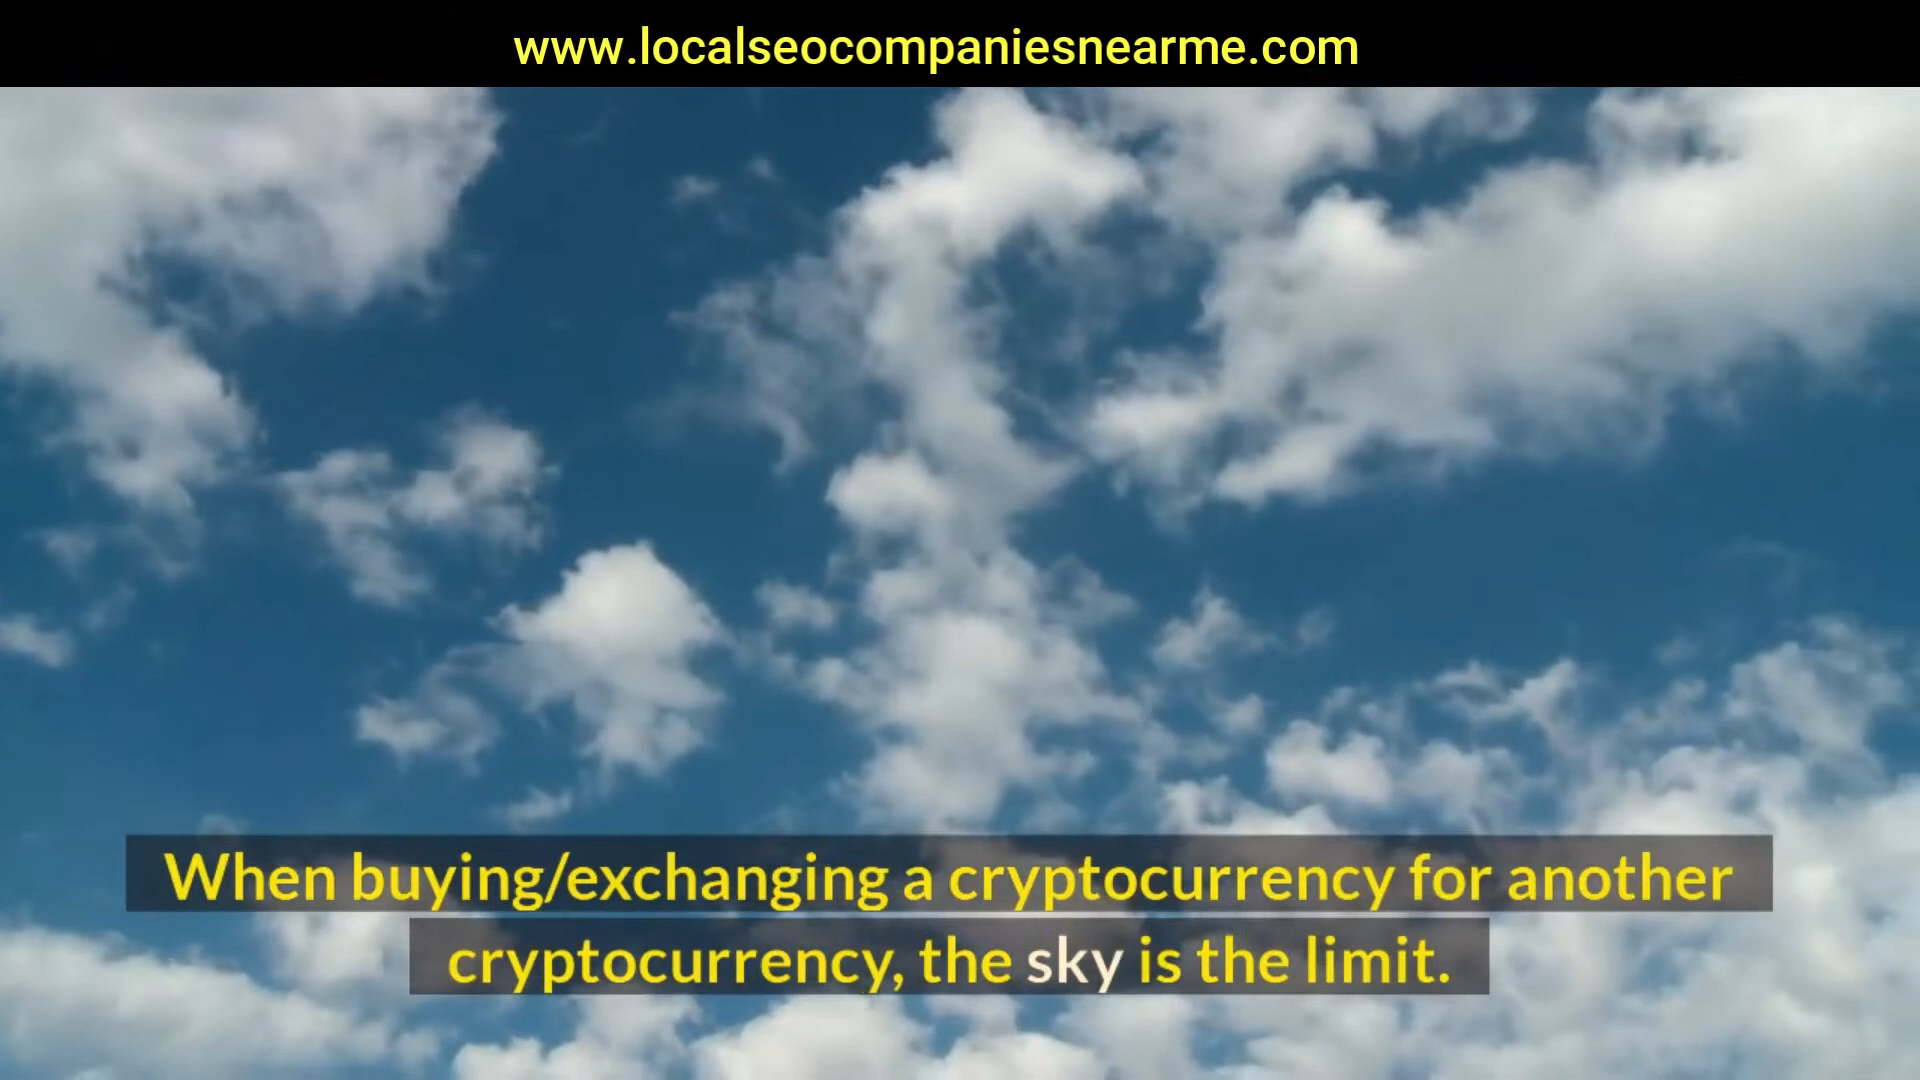 www.localseocompaniesnearme.com
When buying/exchanging a cryptocurrency for another
cryptocurrency, the sky is the limit.